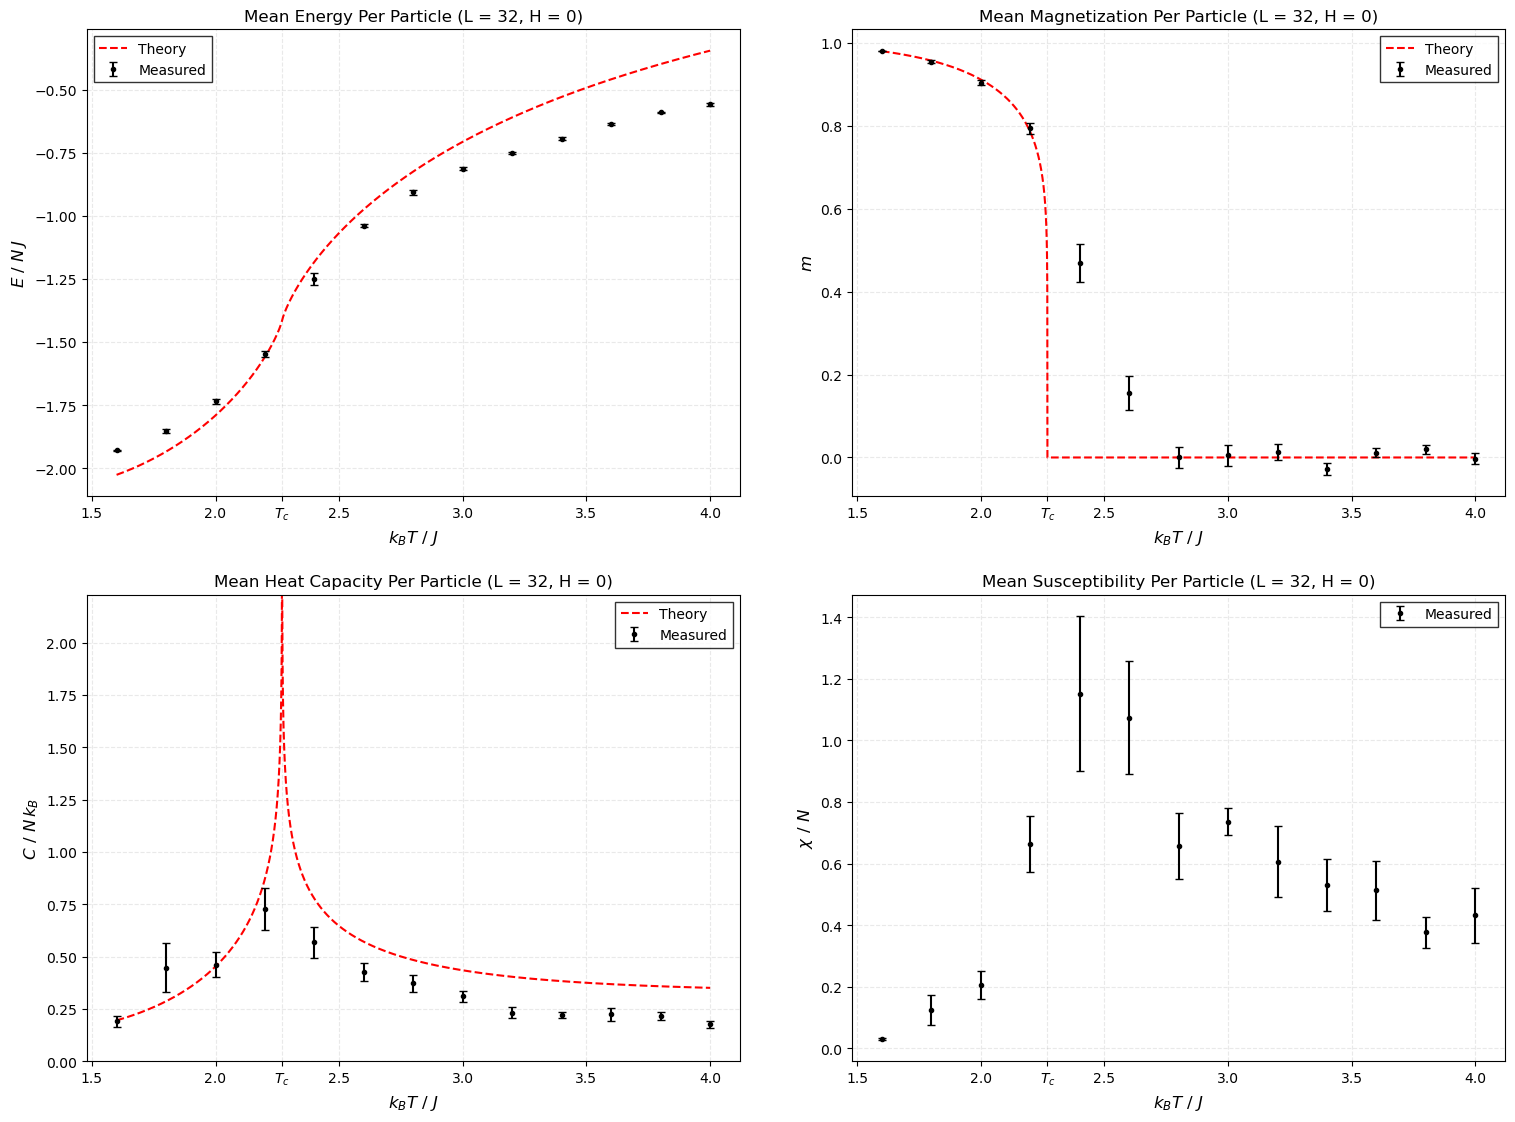 Mean Energy Per Particle (L = 32, H = 0)
Theory
Measured
−0.50
−0.75
−1.00
−1.25
−1.50
−1.75
−2.00
E / N J
1.5
2.0
T_c
2.5
3.0
3.5
4.0
k_B T / J
Mean Magnetization Per Particle (L = 32, H = 0)
Theory
Measured
1.0
0.8
0.6
0.4
0.2
0.0
m
1.5
2.0
T_c
2.5
3.0
3.5
4.0
k_B T / J
Mean Heat Capacity Per Particle (L = 32, H = 0)
Theory
Measured
2.00
1.75
1.50
1.25
1.00
0.75
0.50
0.25
0.00
C / N k_B
1.5
2.0
T_c
2.5
3.0
3.5
4.0
k_B T / J
Mean Susceptibility Per Particle (L = 32, H = 0)
Measured
1.4
1.2
1.0
0.8
0.6
0.4
0.2
0.0
χ / N
1.5
2.0
T_c
2.5
3.0
3.5
4.0
k_B T / J